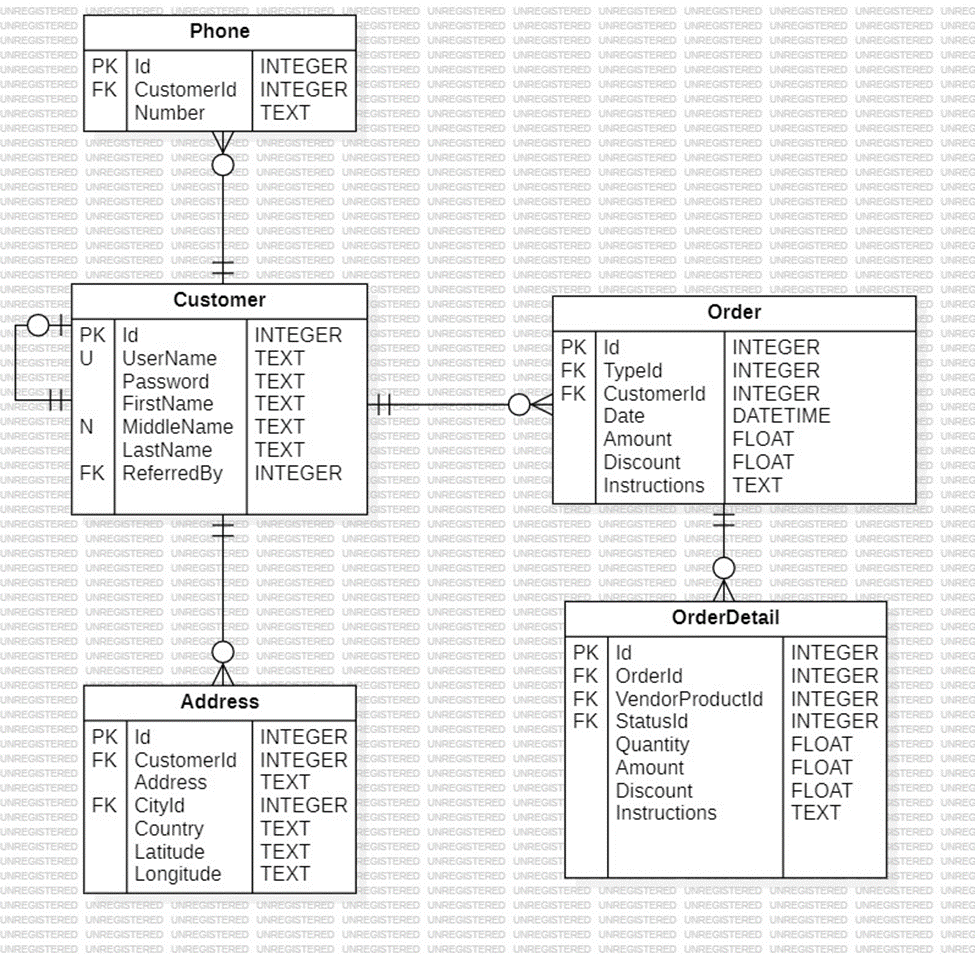 Phone
PK Id INTEGER
FK CustomerId INTEGER
Number TEXT
Customer
PK Id INTEGER
U UserName TEXT
Password TEXT
FirstName TEXT
N MiddleName TEXT
LastName TEXT
FK ReferredBy INTEGER
Order
PK Id INTEGER
FK TypeId INTEGER
FK CustomerId INTEGER
Date DATETIME
Amount FLOAT
Discount FLOAT
Instructions TEXT
OrderDetail
PK Id INTEGER
FK OrderId INTEGER
FK VendorProductId INTEGER
FK StatusId INTEGER
Quantity FLOAT
Amount FLOAT
Discount FLOAT
Instructions TEXT
Address
PK Id INTEGER
FK CustomerId INTEGER
Address TEXT
FK CityId INTEGER
Country TEXT
Latitude TEXT
Longitude TEXT
UNREGISTERED